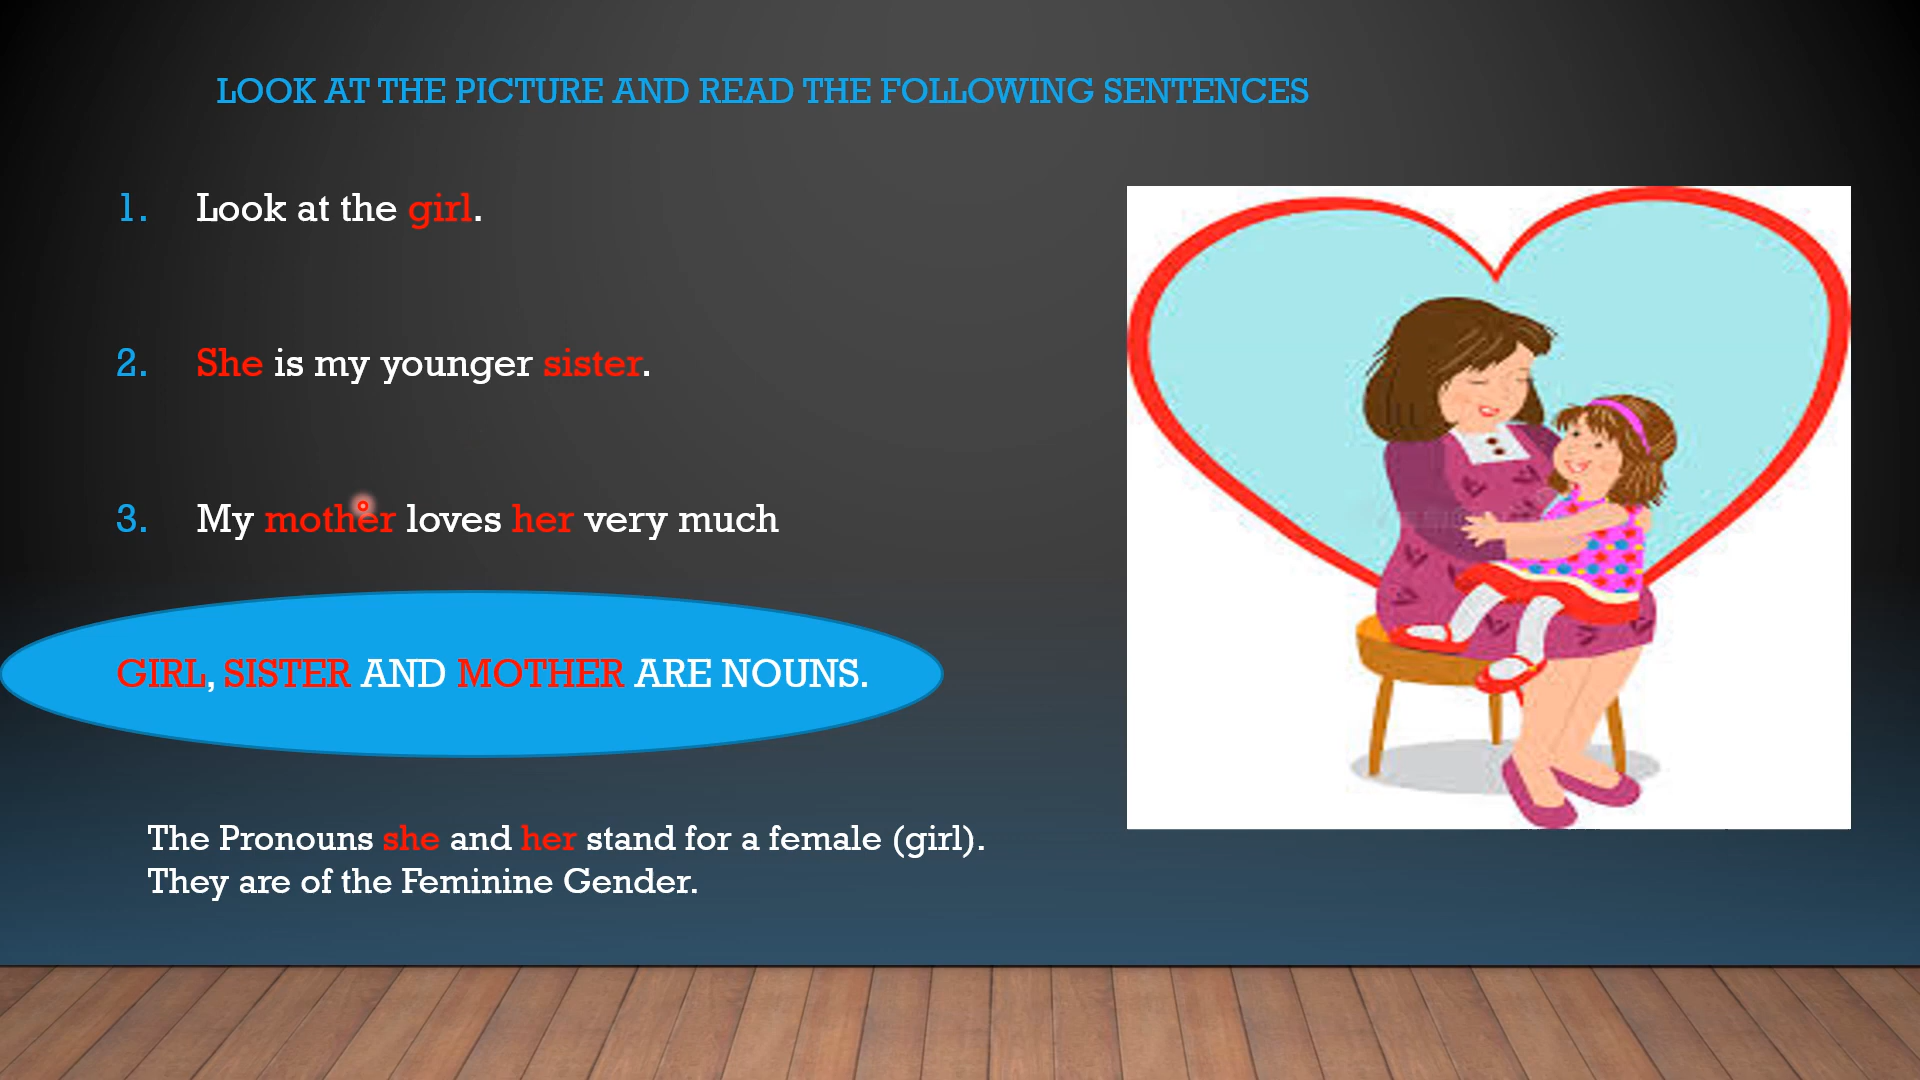 LOOK AT THE PICTURE AND READ THE FOLLOWING SENTENCES
1. Look at the girl.
2. She is my younger sister.
3. My mother loves her very much
GIRL, SISTER AND MOTHER ARE NOUNS.
The Pronouns she and her stand for a female (girl).
They are of the Feminine Gender.